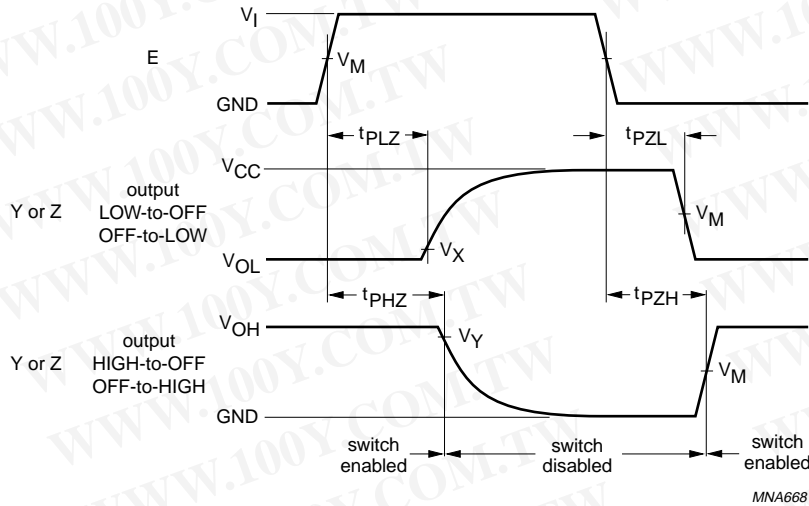 WWW.100Y.COM.TW
V_I
E
V_M
GND
t_PLZ
t_PZL
V_CC
Y or Z
output
LOW-to-OFF
OFF-to-LOW
V_M
V_OL
V_X
t_PHZ
t_PZH
V_OH
Y or Z
output
HIGH-to-OFF
OFF-to-HIGH
V_Y
V_M
GND
switch
enabled
switch
disabled
switch
enabled
MNA668